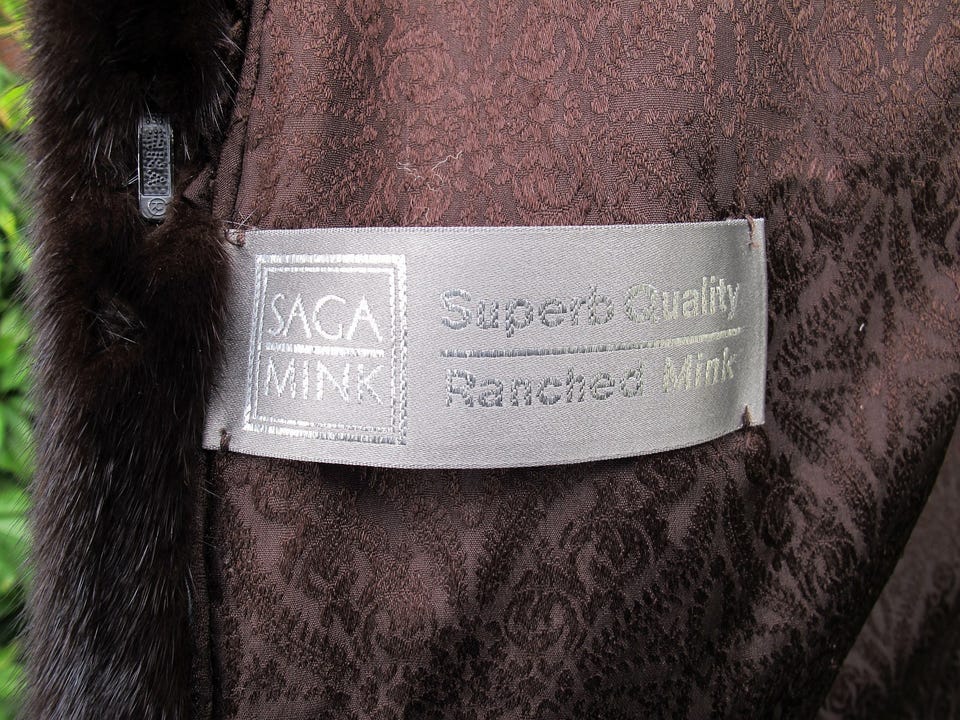 SAGA
MINK
Superb Quality
Ranched Mink